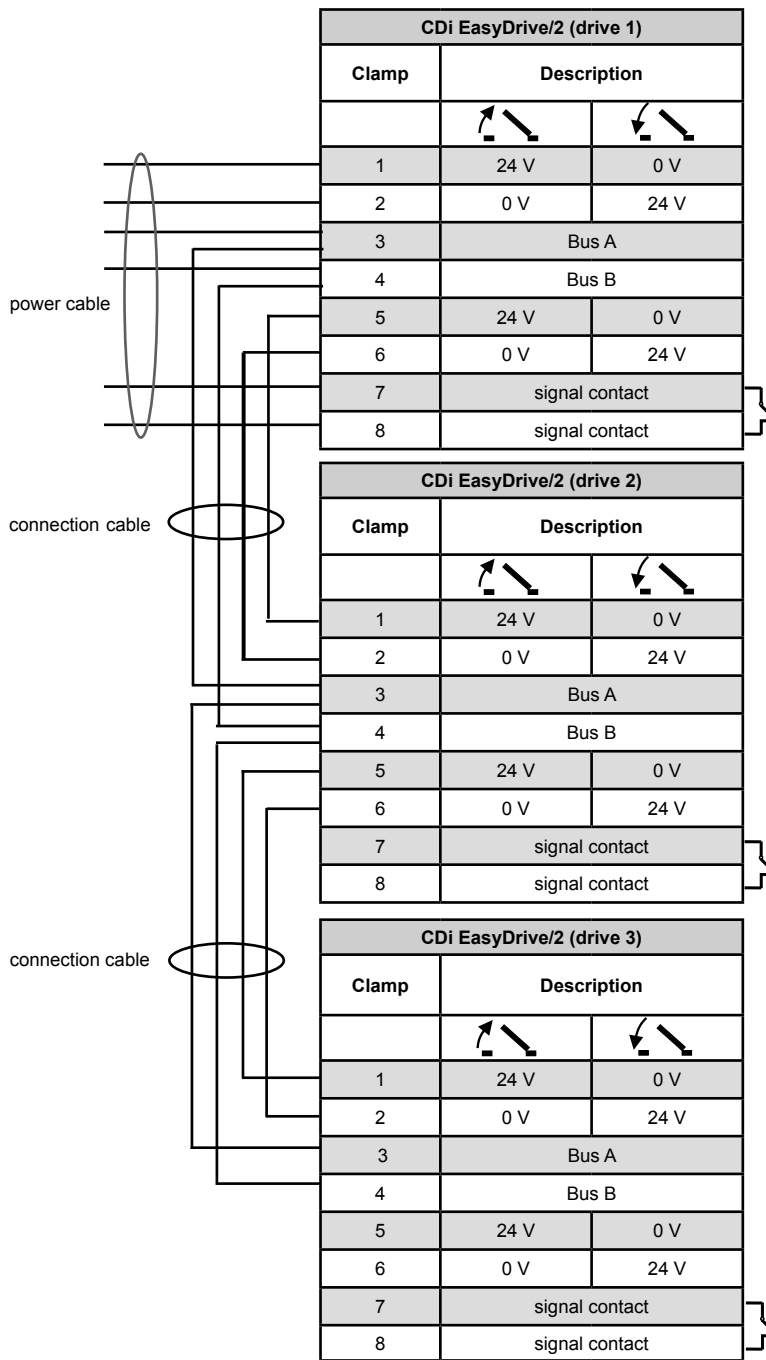 CDi EasyDrive/2 (drive 1)
Clamp Description
1 24 V 0 V
2 0 V 24 V
3 Bus A
4 Bus B
power cable
5 24 V 0 V
6 0 V 24 V
7 signal contact
8 signal contact
CDi EasyDrive/2 (drive 2)
connection cable
Clamp Description
1 24 V 0 V
2 0 V 24 V
3 Bus A
4 Bus B
5 24 V 0 V
6 0 V 24 V
7 signal contact
8 signal contact
CDi EasyDrive/2 (drive 3)
connection cable
Clamp Description
1 24 V 0 V
2 0 V 24 V
3 Bus A
4 Bus B
5 24 V 0 V
6 0 V 24 V
7 signal contact
8 signal contact